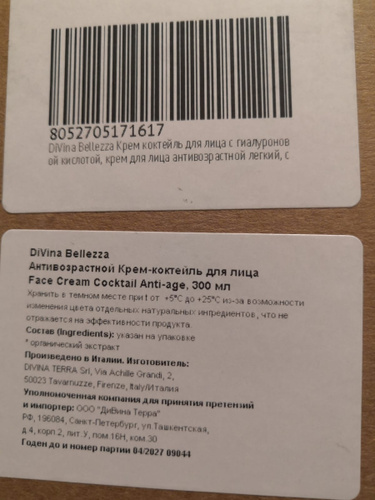 8052705171617
DiVina Bellezza Крем коктейль для лица с гиалуронов
ой кислотой, крем для лица антивозрастной легкий, с
DiVina Bellezza
Антивозрастной Крем-коктейль для лица
Face Cream Cocktail Anti-age, 300 мл
Хранить в темном месте при t от +5°C до +25°C из-за возможности
изменения цвета отдельных натуральных ингредиентов, что не
отражается на эффективности продукта.
Состав (Ingredients): указан на упаковке
* органический экстракт
Произведено в Италии. Изготовитель:
DIVINA TERRA Srl, Via Achille Grandi, 2,
50023 Tavarnuzze, Firenze, Italy/Италия
Уполномоченная компания для принятия претензий
и импортер: ООО "ДиВина Терра"
РФ, 196084, Санкт-Петербург, ул.Ташкентская,
д.4, корп.2, лит.У, пом.16Н, ком.30
Годен до и номер партии 04/2027 09044